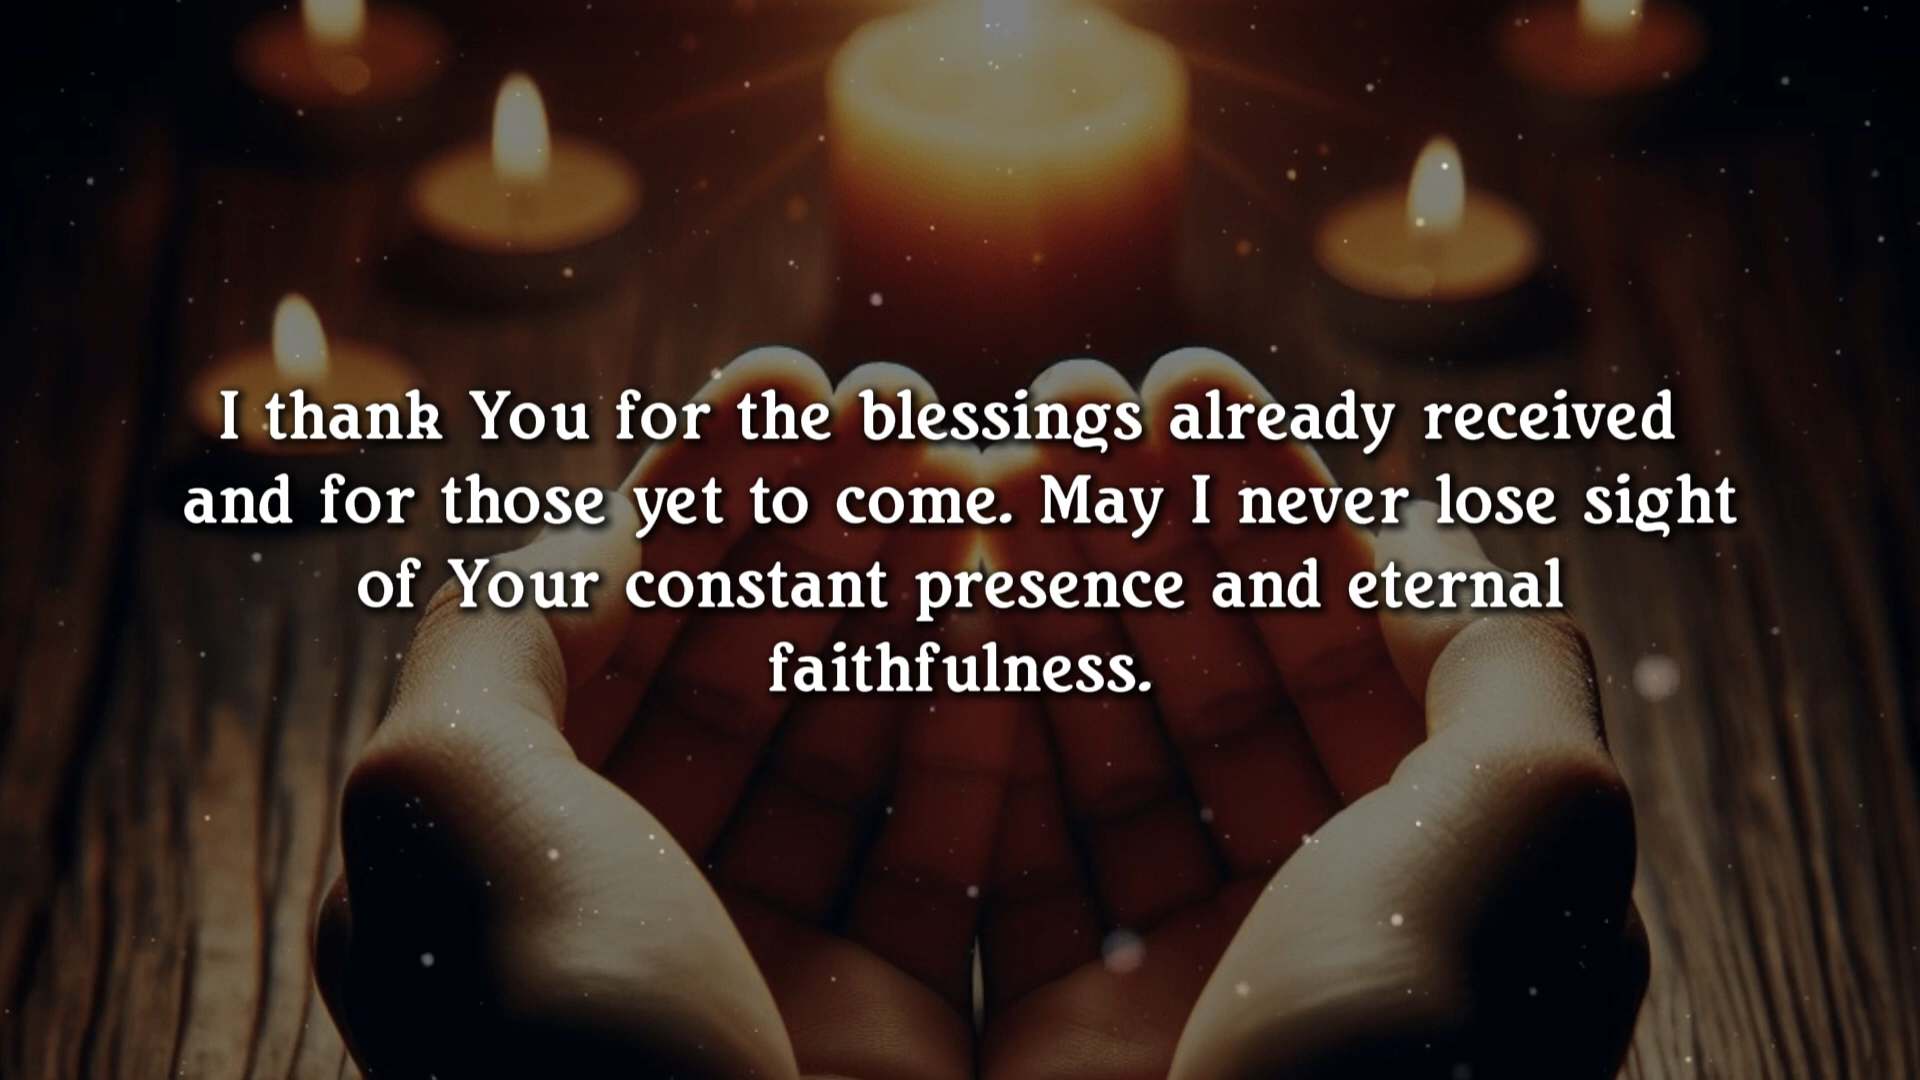 I thank You for the blessings already received
and for those yet to come. May I never lose sight
of Your constant presence and eternal
faithfulness.